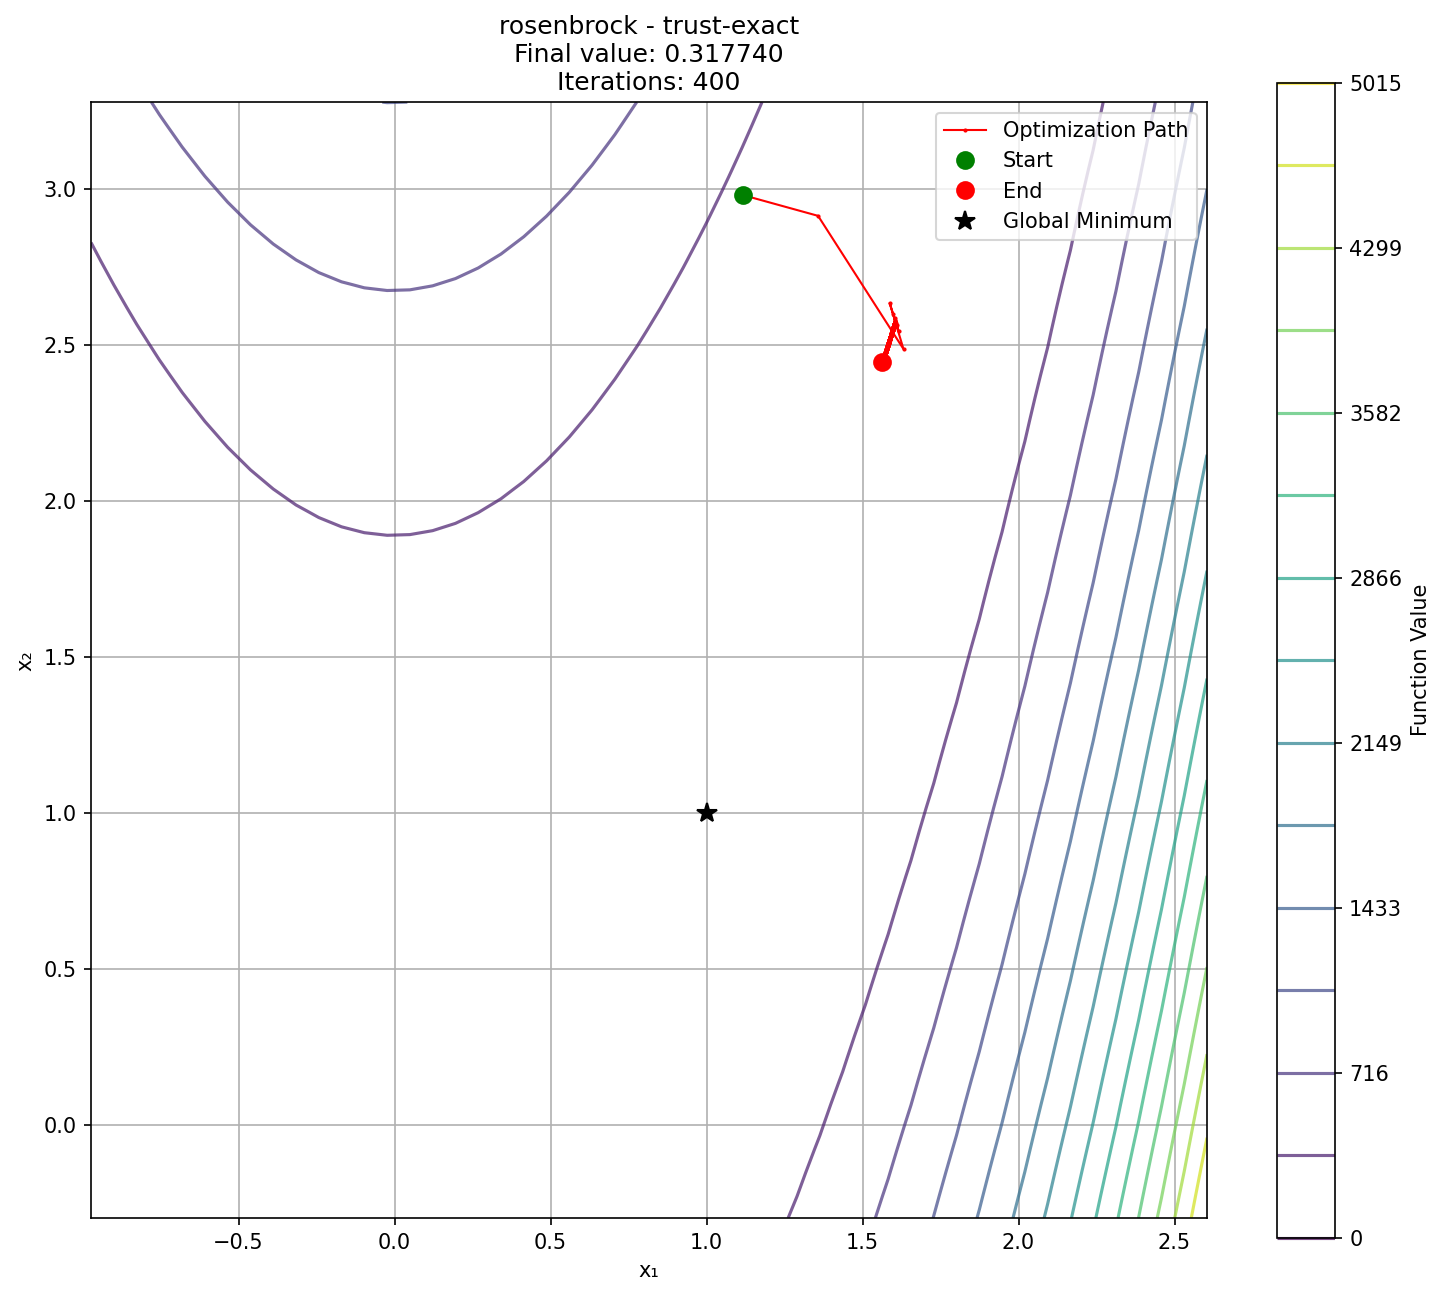 rosenbrock - trust-exact
Final value: 0.317740
Iterations: 400
Optimization Path
Start
End
Global Minimum
3.0
2.5
2.0
1.5
1.0
0.5
0.0
x₂
−0.5
0.0
0.5
1.0
1.5
2.0
2.5
x₁
5015
4299
3582
2866
2149
1433
716
0
Function Value